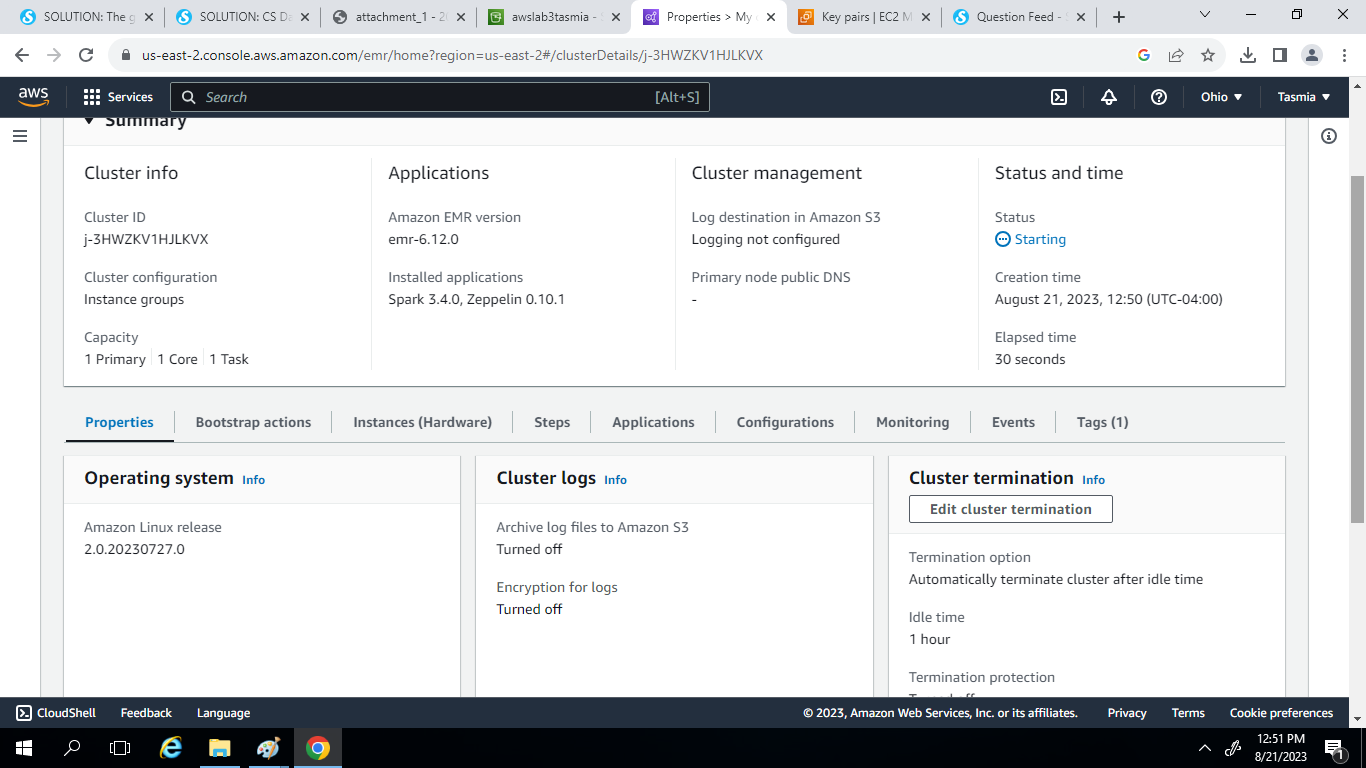 SOLUTION: The g
SOLUTION: CS Da
attachment_1 - 2
awslab3tasmia -
Properties > My
Key pairs | EC2 M
Question Feed -
us-east-2.console.aws.amazon.com/emr/home?region=us-east-2#/clusterDetails/j-3HWZKV1HJLKVX
aws
Services
Search
[Alt+S]
Ohio
Tasmia
Summary
Cluster info
Cluster ID
j-3HWZKV1HJLKVX
Cluster configuration
Instance groups
Capacity
1 Primary 1 Core 1 Task
Applications
Amazon EMR version
emr-6.12.0
Installed applications
Spark 3.4.0, Zeppelin 0.10.1
Cluster management
Log destination in Amazon S3
Logging not configured
Primary node public DNS
-
Status and time
Status
Starting
Creation time
August 21, 2023, 12:50 (UTC-04:00)
Elapsed time
30 seconds
Properties
Bootstrap actions
Instances (Hardware)
Steps
Applications
Configurations
Monitoring
Events
Tags (1)
Operating system Info
Amazon Linux release
2.0.20230727.0
Cluster logs Info
Archive log files to Amazon S3
Turned off
Encryption for logs
Turned off
Cluster termination Info
Edit cluster termination
Termination option
Automatically terminate cluster after idle time
Idle time
1 hour
Termination protection
Turned off
CloudShell
Feedback
Language
© 2023, Amazon Web Services, Inc. or its affiliates.
Privacy
Terms
Cookie preferences
12:51 PM
8/21/2023
1